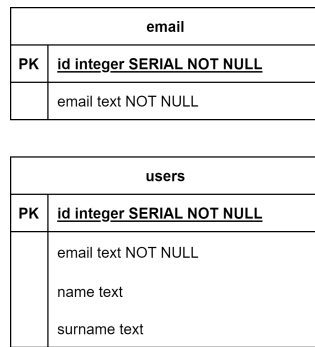 email
PK id integer SERIAL NOT NULL
email text NOT NULL
users
PK id integer SERIAL NOT NULL
email text NOT NULL
name text
surname text